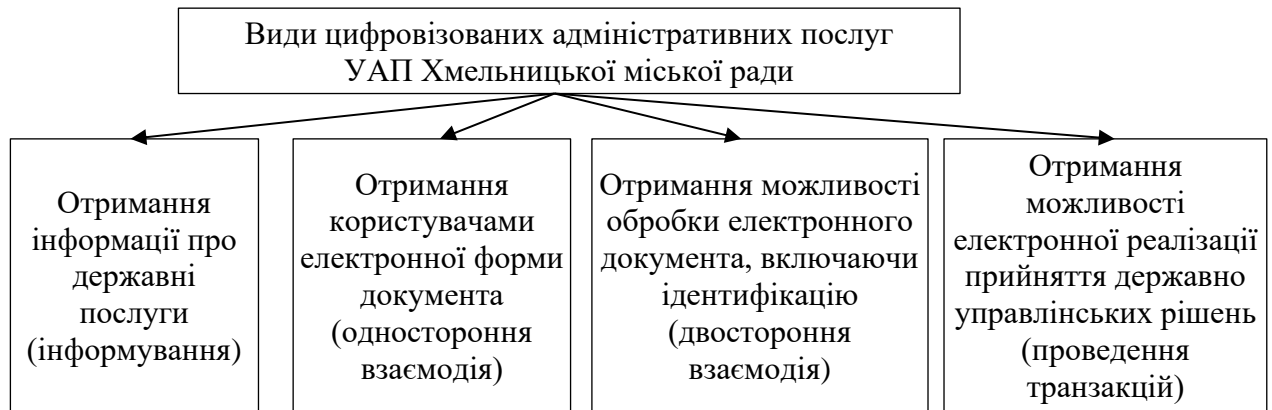 Види цифровізованих адміністративних послуг
УАП Хмельницької міської ради
Отримання
інформації про
державні
послуги
(інформування)
Отримання
користувачами
електронної форми
документа
(одностороння
взаємодія)
Отримання можливості
обробки електронного
документа, включаючи
ідентифікацію
(двостороння
взаємодія)
Отримання
можливості
електронної реалізації
прийняття державно
управлінських рішень
(проведення
транзакцій)